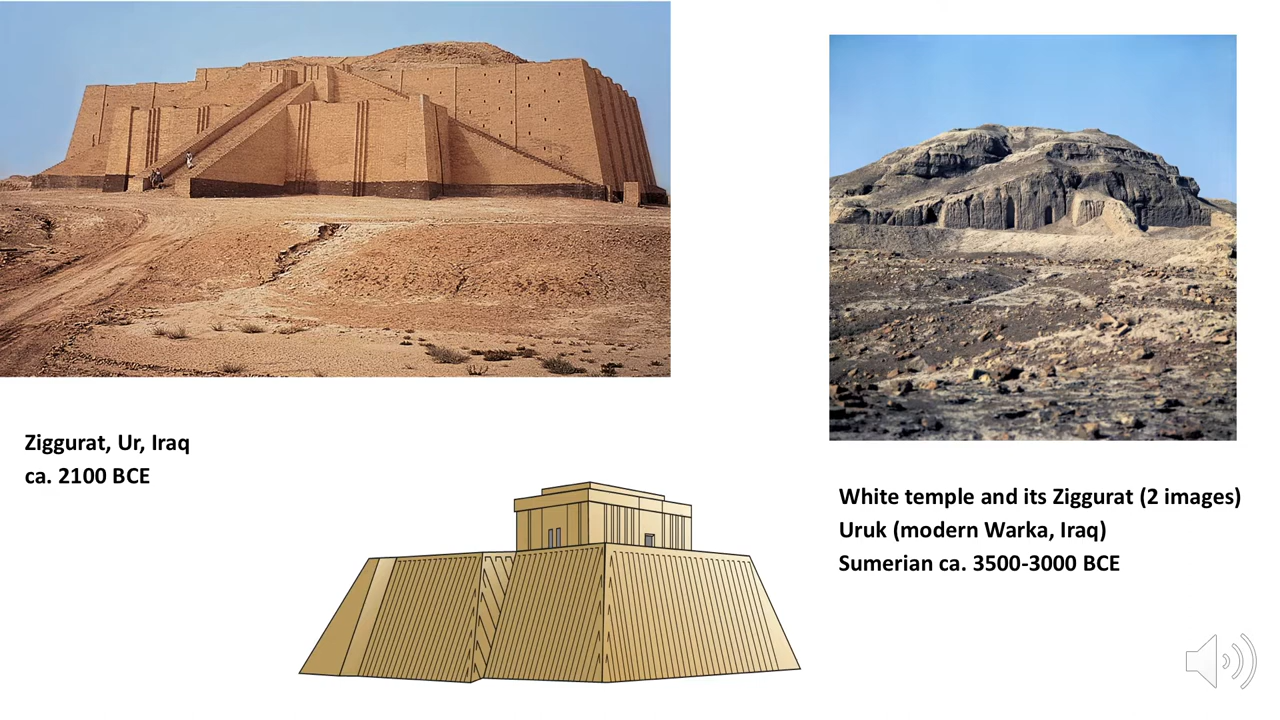 Ziggurat, Ur, Iraq
ca. 2100 BCE
White temple and its Ziggurat (2 images)
Uruk (modern Warka, Iraq)
Sumerian ca. 3500-3000 BCE